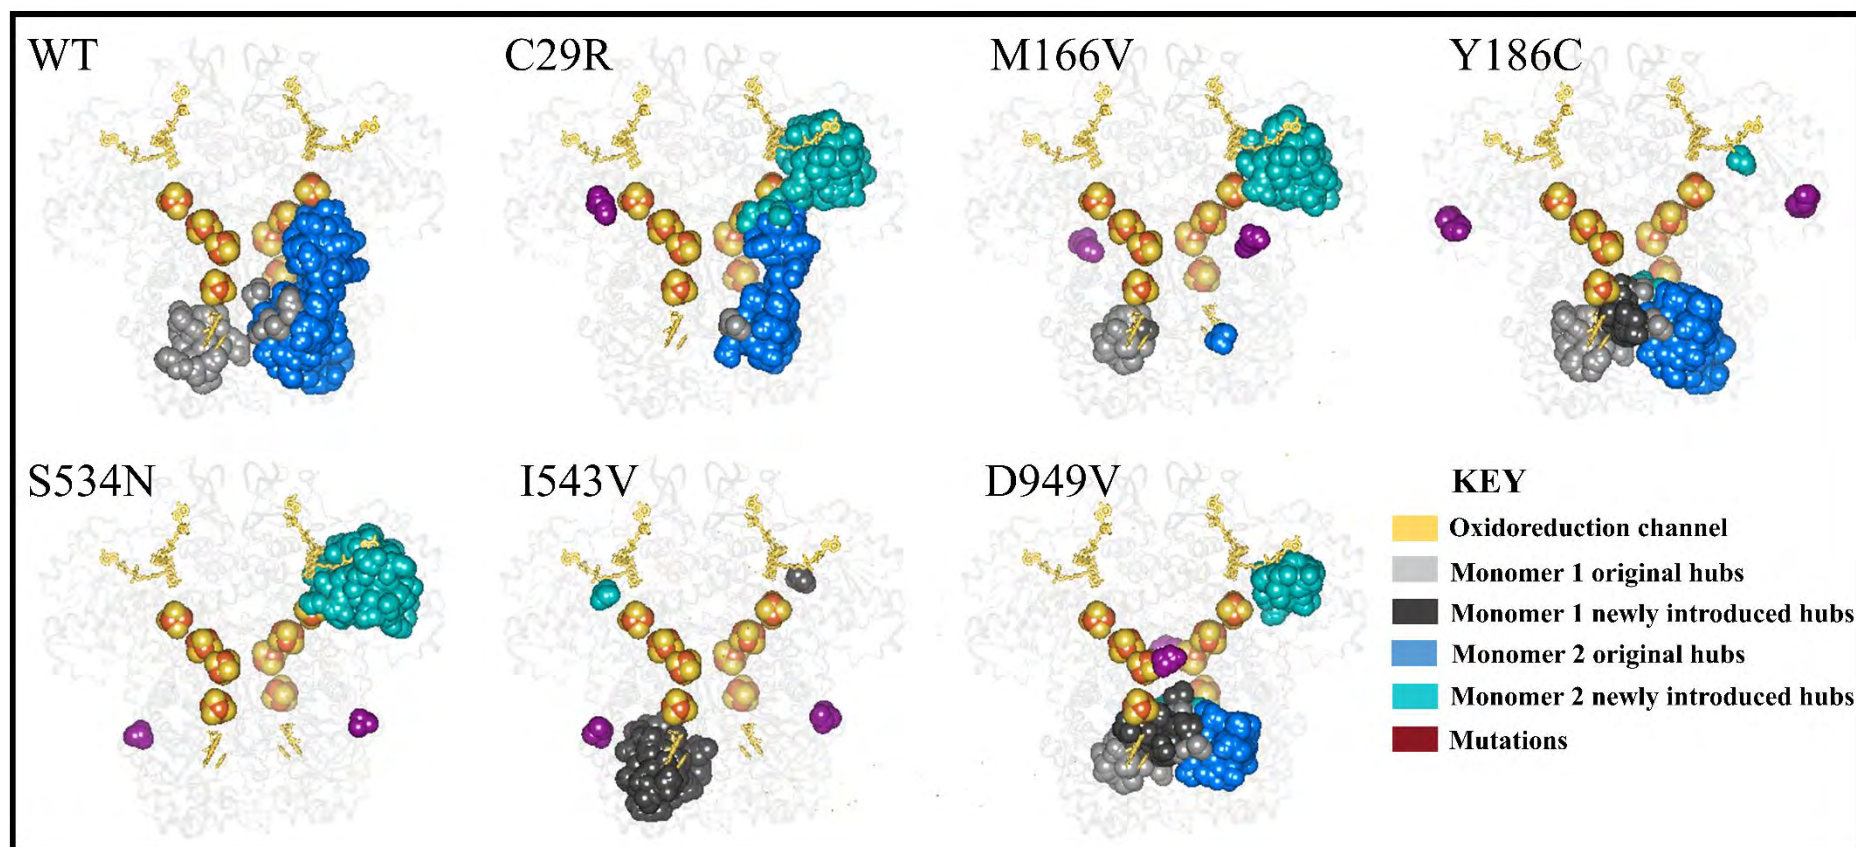 WT
C29R
M166V
Y186C
S534N
I543V
D949V
KEY
Oxidoreduction channel
Monomer 1 original hubs
Monomer 1 newly introduced hubs
Monomer 2 original hubs
Monomer 2 newly introduced hubs
Mutations